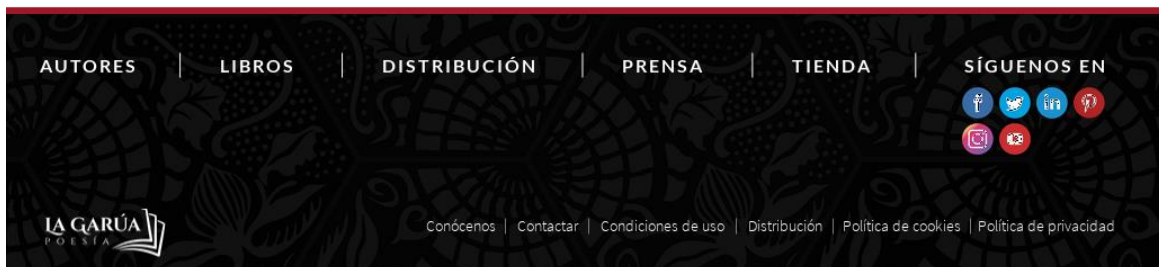 AUTORES | LIBROS | DISTRIBUCIÓN | PRENSA | TIENDA | SÍGUENOS EN
LA GARÚA
POESÍA
Conócenos | Contactar | Condiciones de uso | Distribución | Política de cookies | Política de privacidad